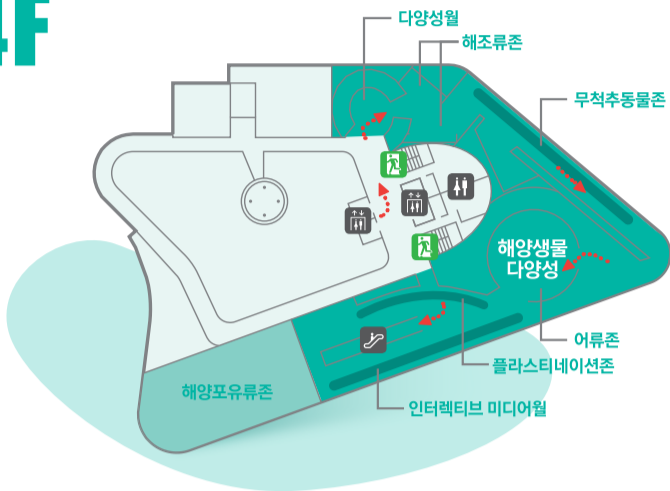 4F
다양성월
해조류존
무척추동물존
해양생물
다양성
어류존
플라스티네이션존
해양포유류존
인터렉티브 미디어월